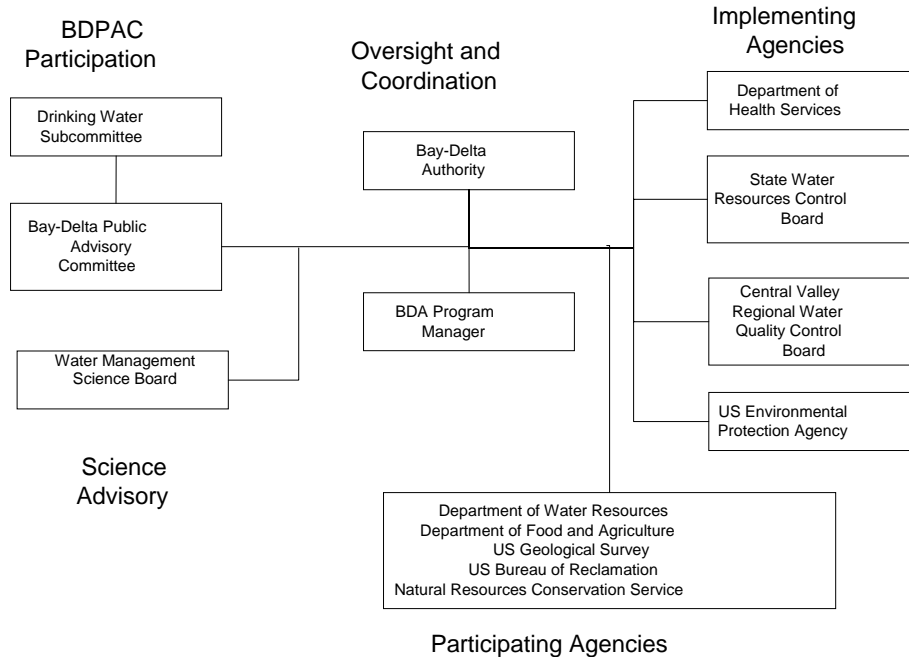 BDPAC
Participation
Drinking Water
Subcommittee
Bay-Delta Public
Advisory
Committee
Water Management
Science Board
Science
Advisory
Oversight and
Coordination
Bay-Delta
Authority
BDA Program
Manager
Implementing
Agencies
Department of
Health Services
State Water
Resources Control
Board
Central Valley
Regional Water
Quality Control
Board
US Environmental
Protection Agency
Department of Water Resources
Department of Food and Agriculture
US Geological Survey
US Bureau of Reclamation
Natural Resources Conservation Service
Participating Agencies